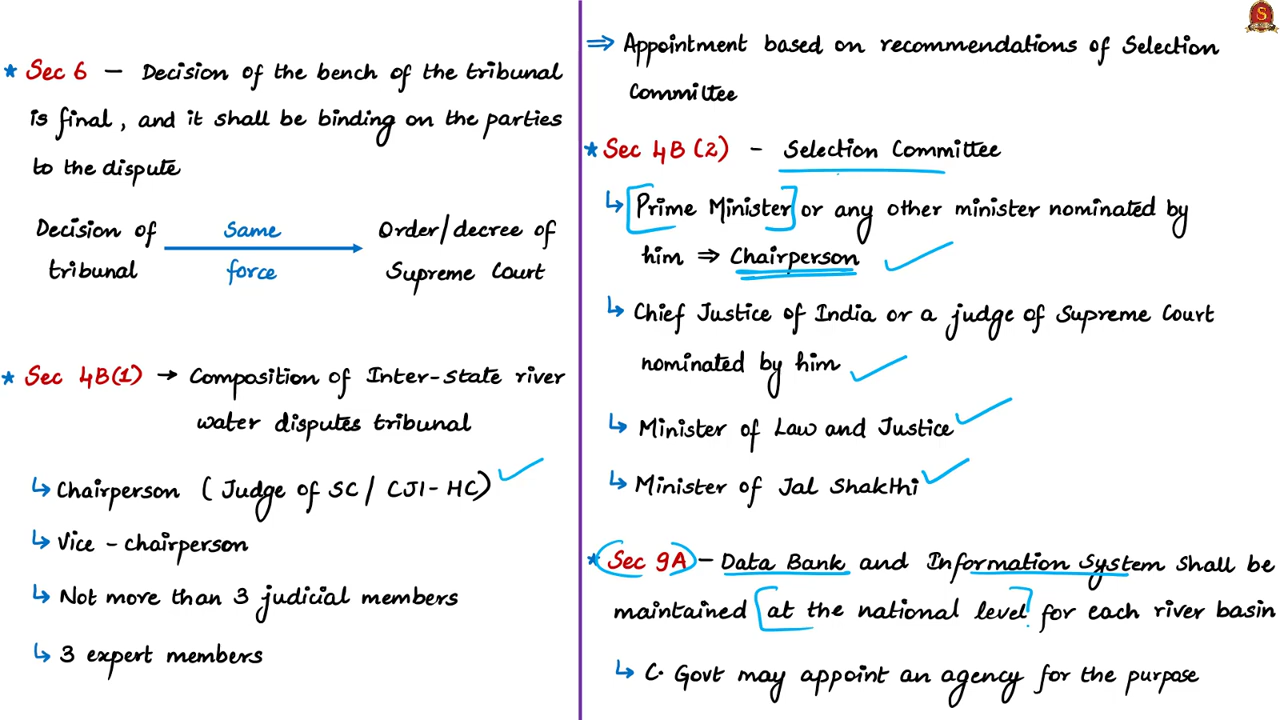 * Sec 6 - Decision of the bench of the tribunal
is final, and it shall be binding on the parties
to the dispute
Decision of tribunal
same force
Order/decree of Supreme Court
* Sec 4B(1) → Composition of Inter-state river
water disputes tribunal
↳ Chairperson (Judge of SC / CJI-HC)
↳ Vice-chairperson
↳ Not more than 3 judicial members
↳ 3 expert members
⇒ Appointment based on recommendations of Selection
Committee
* Sec 4B(2) - Selection Committee
↳ Prime Minister or any other minister nominated by
him ⇒ Chairperson
↳ Chief Justice of India or a judge of Supreme Court
nominated by him
↳ Minister of Law and Justice
↳ Minister of Jal Shakthi
* Sec 9A - Data Bank and Information System shall be
maintained at the national level for each river basin
↳ C. Govt may appoint an agency for the purpose
S